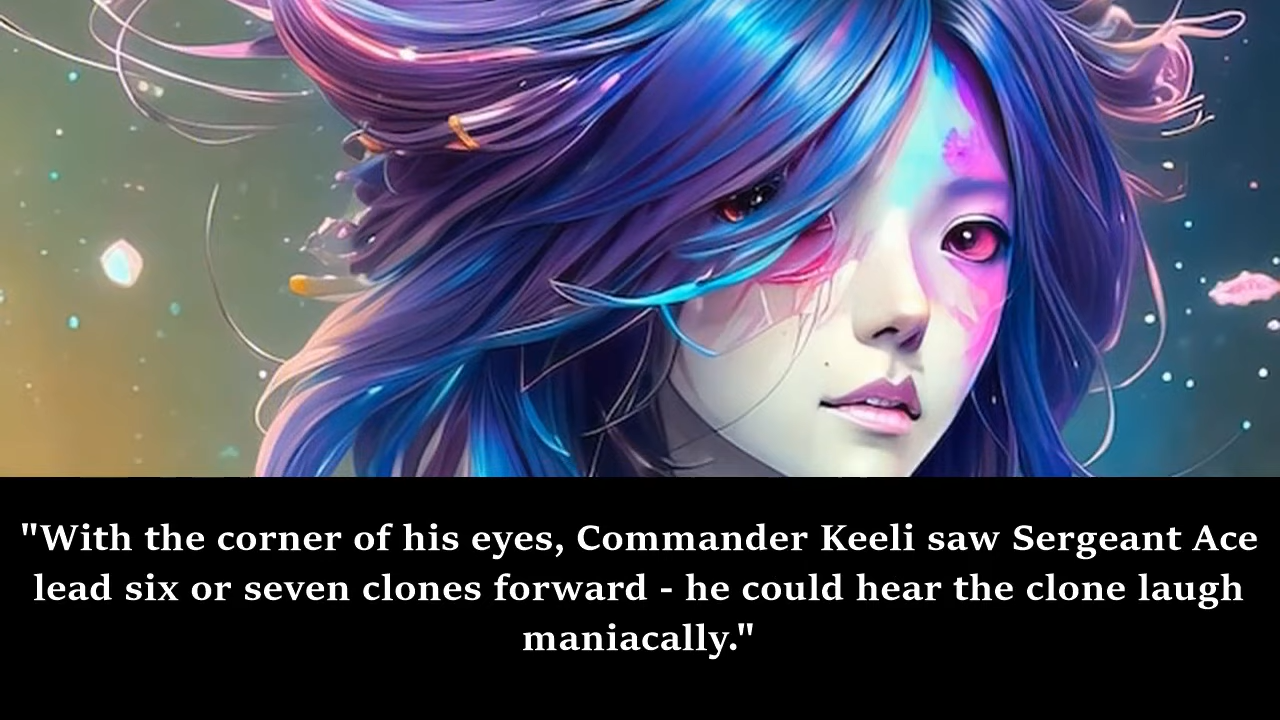 "With the corner of his eyes, Commander Keeli saw Sergeant Ace
lead six or seven clones forward - he could hear the clone laugh
maniacally."